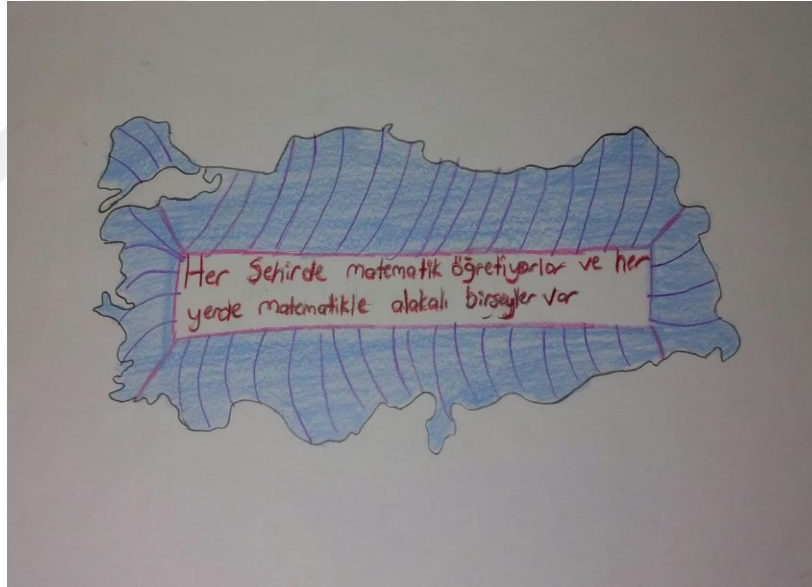 Her Şehirde matematik öğretiyorlar ve her
yerde matematikle alakalı birşeyler var